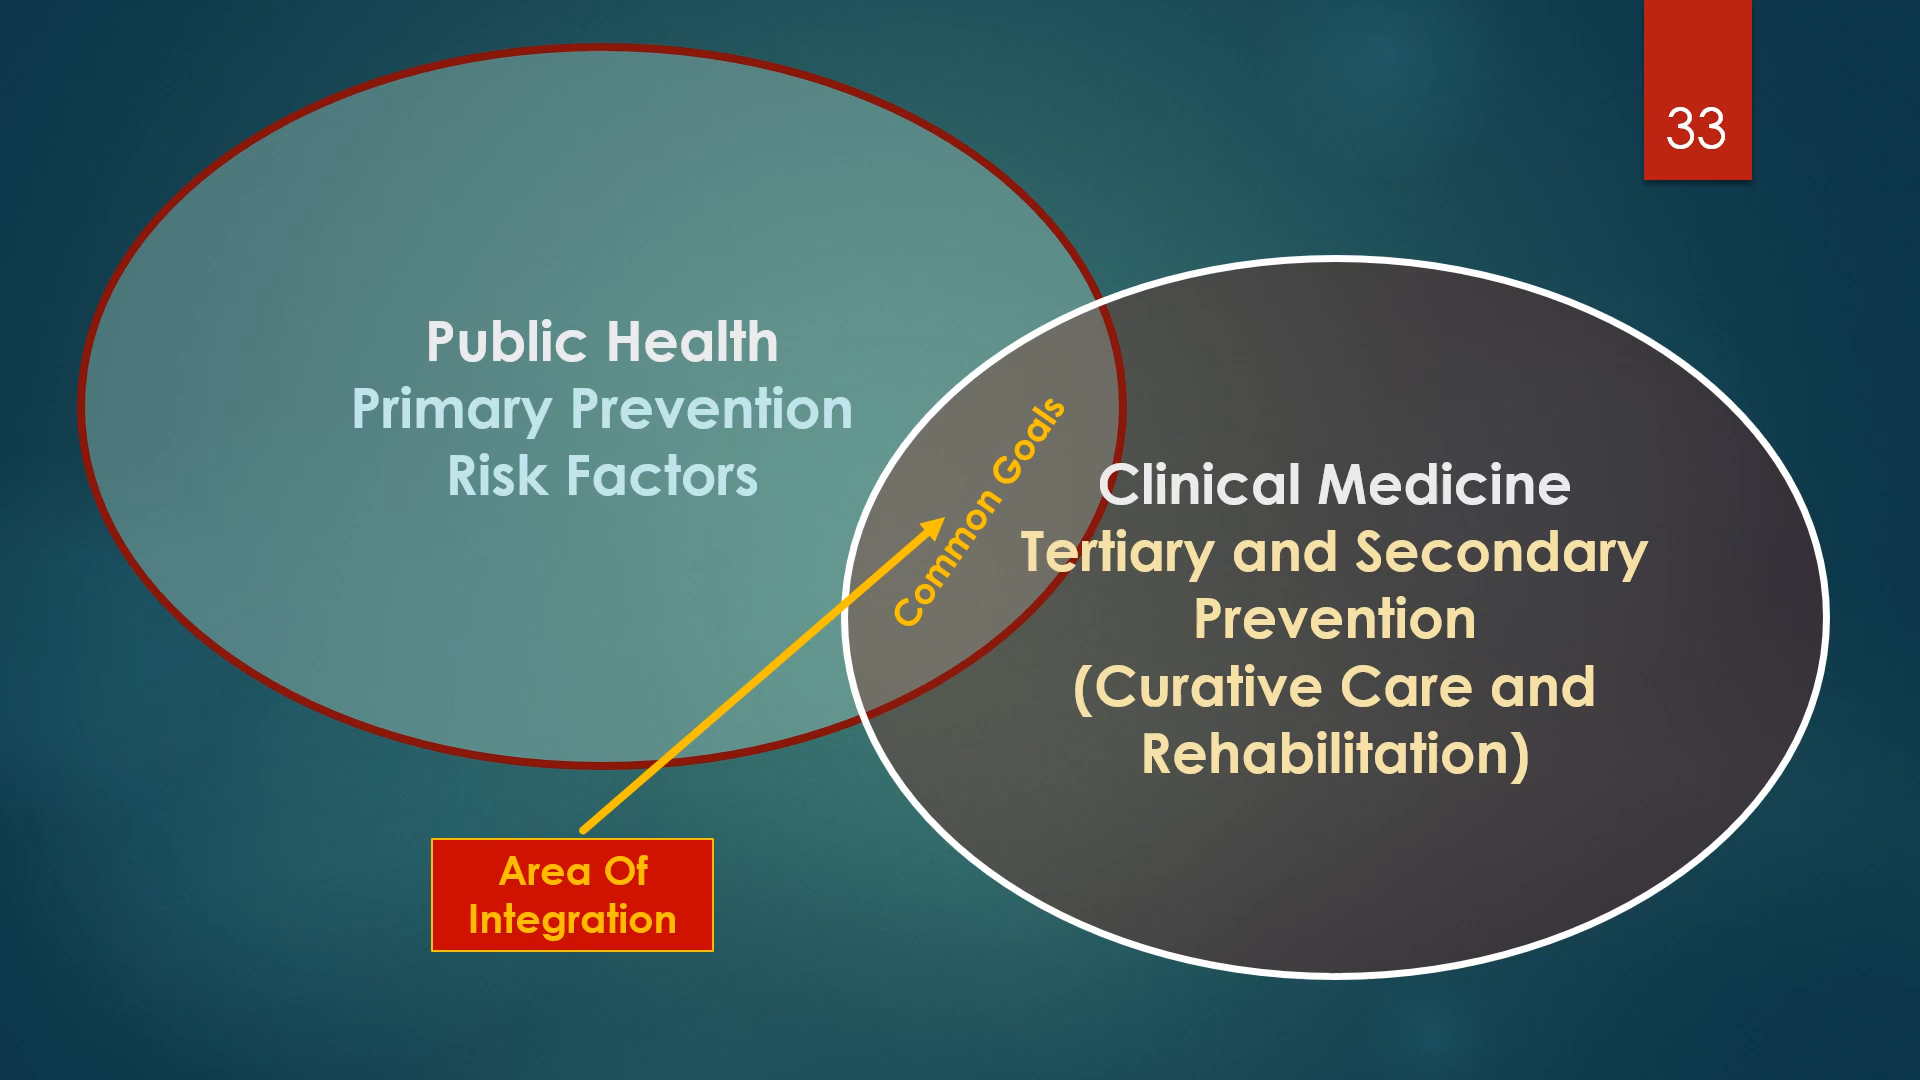 33
Public Health
Primary Prevention
Risk Factors
Common Goals
Clinical Medicine
Tertiary and Secondary
Prevention
(Curative Care and
Rehabilitation)
Area Of
Integration